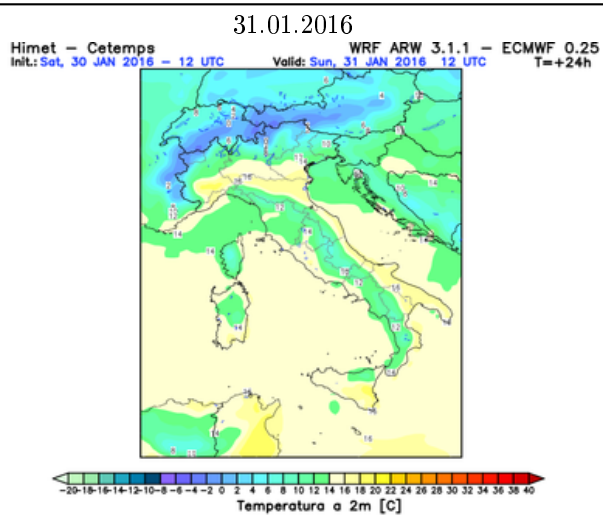 31.01.2016
Himet – Cetemps WRF ARW 3.1.1 – ECMWF 0.25
Init.: Sat, 30 JAN 2016 – 12 UTC Valid: Sun, 31 JAN 2016 12 UTC T=+24h
-20-18-16-14-12-10-8 -6 -4 -2 0 2 4 6 8 10 12 14 16 18 20 22 24 26 28 30 32 34 36 38 40
Temperatura a 2m [C]